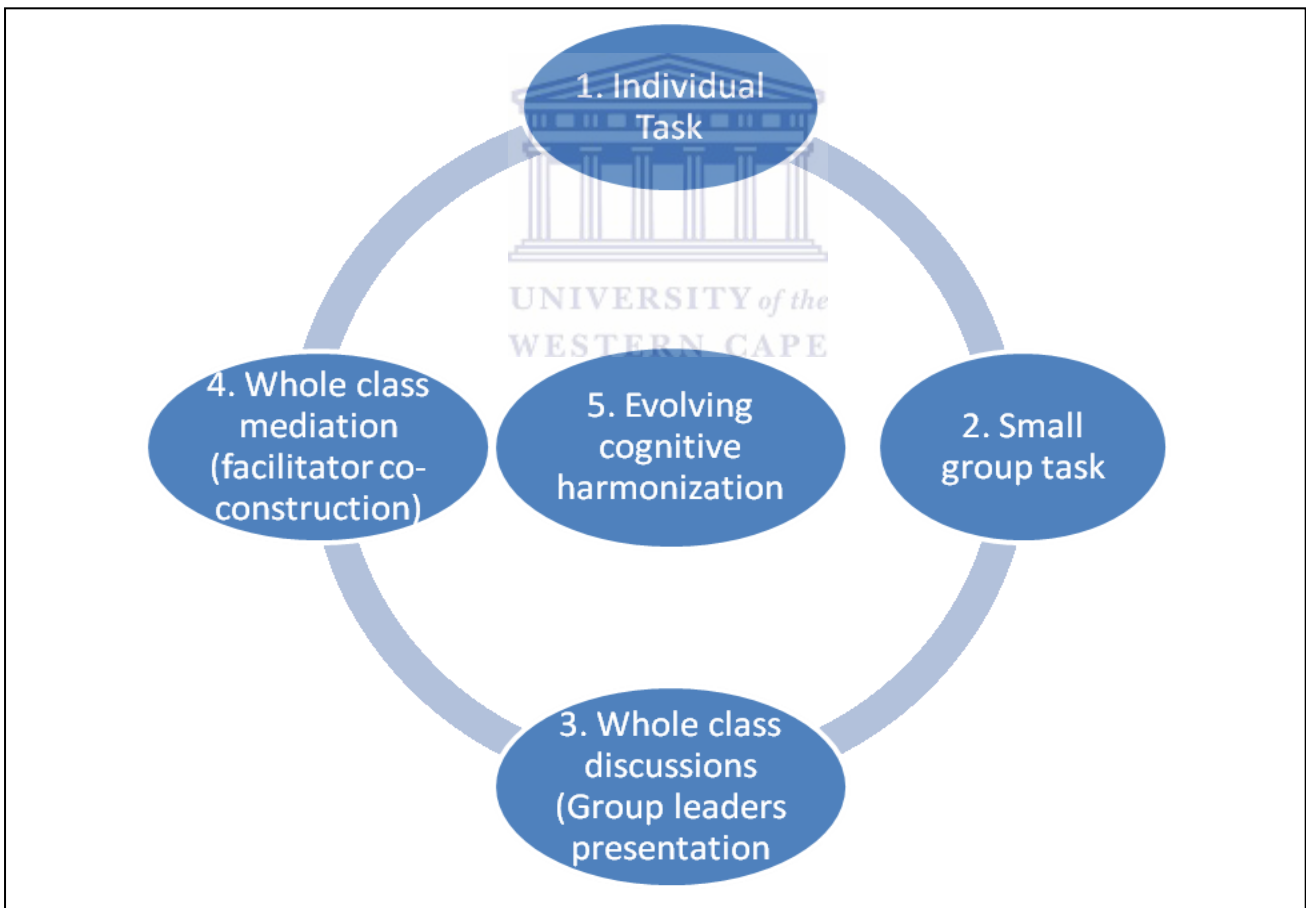 1. Individual
Task
UNIVERSITY of the
WESTERN CAPE
4. Whole class
mediation
(facilitator co-
construction)
5. Evolving
cognitive
harmonization
2. Small
group task
3. Whole class
discussions
(Group leaders
presentation